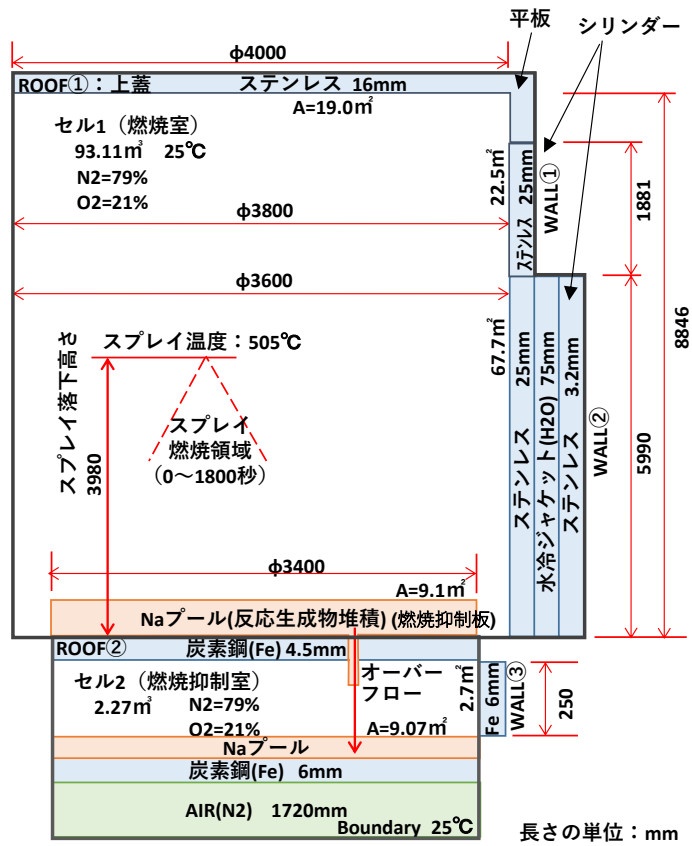 平板
シリンダー
φ4000
ROOF①：上蓋
ステンレス 16mm
A=19.0㎡
セル1（燃焼室）
93.11㎥ 25℃
N2=79%
O2=21%
22.5㎡
ステンレス 25mm
WALL①
1881
φ3800
φ3600
8846
スプレイ温度：505℃
スプレイ落下高さ
3980
スプレイ
燃焼領域
（0～1800秒）
67.7㎡
ステンレス 25mm
水冷ジャケット(H2O) 75mm
ステンレス 3.2mm
WALL②
5990
φ3400
A=9.1㎡
Naプール(反応生成物堆積) (燃焼抑制板)
ROOF②
炭素鋼(Fe) 4.5mm
セル2（燃焼抑制室）
2.27㎥
N2=79%
O2=21%
オーバー
フロー
A=9.07㎡
2.7㎡
Fe 6mm
WALL③
250
Naプール
炭素鋼(Fe) 6mm
AIR(N2) 1720mm
Boundary 25℃
長さの単位：mm